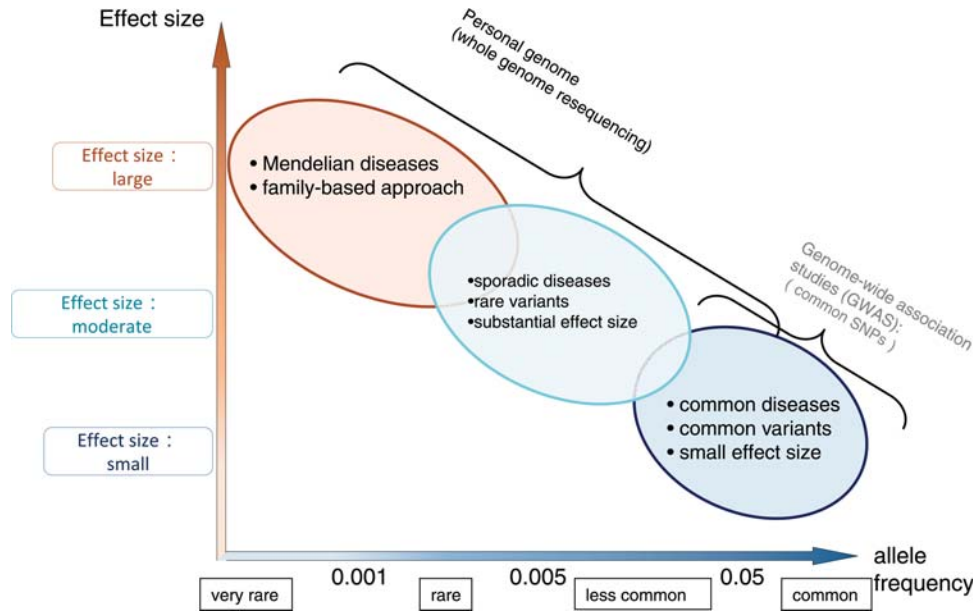 Effect size
Personal genome
(whole genome resequencing)
Effect size：
large
• Mendelian diseases
• family-based approach
Genome-wide association
studies (GWAS):
( common SNPs )
Effect size：
moderate
•sporadic diseases
•rare variants
•substantial effect size
Effect size：
small
• common diseases
• common variants
• small effect size
allele
frequency
0.001
0.005
0.05
very rare
rare
less common
common